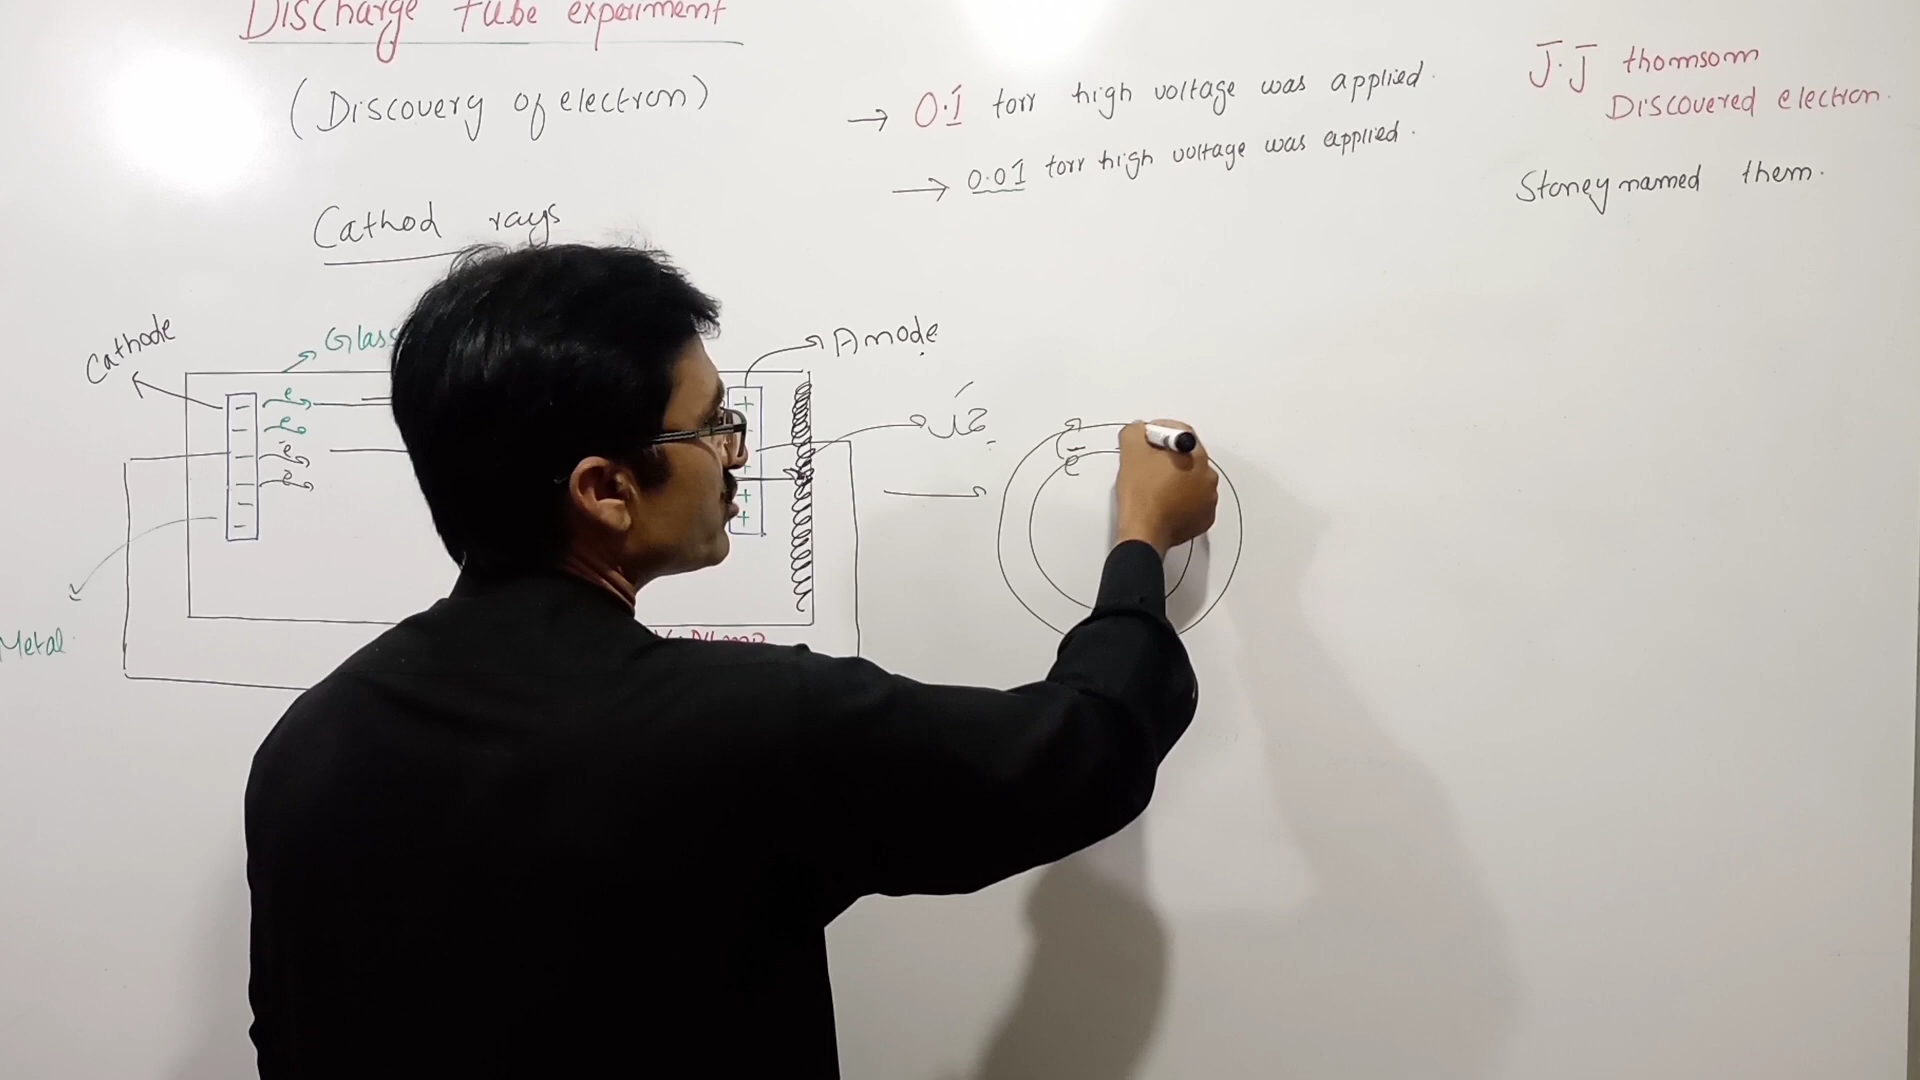 Discharge tube experiment
(Discovery of electron)
→ 0.1 torr high voltage was applied.
→ 0.01 torr high voltage was applied.
J.J thomsom
Discovered electron.
Stoney named them.
Cathod rays
Cathode
Glass
Anode
e
e
e
e
+
+
+
چمک
e
Metal